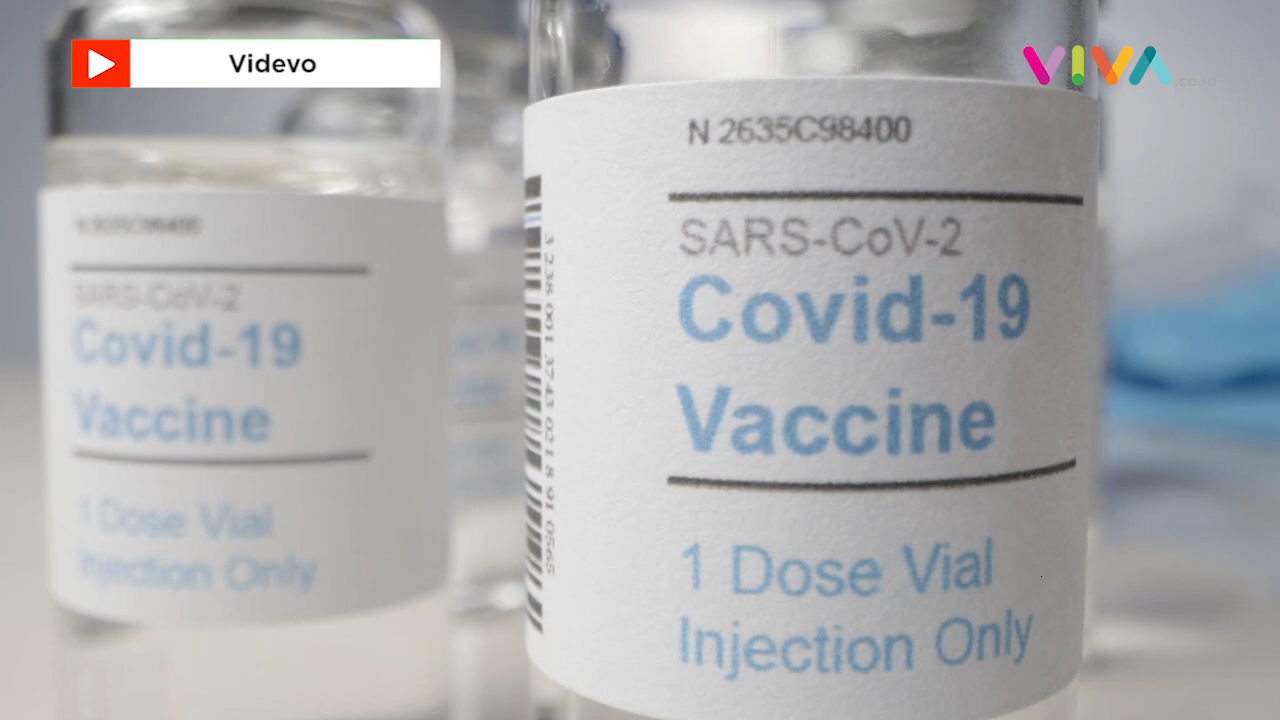 Videvo
VIVA.co.id
N 2635C98400
SARS-CoV-2
Covid-19
Vaccine
1 Dose Vial
Injection Only
SARS-CoV-2
Covid-19
Vaccine
1 Dose Vial
Injection Only